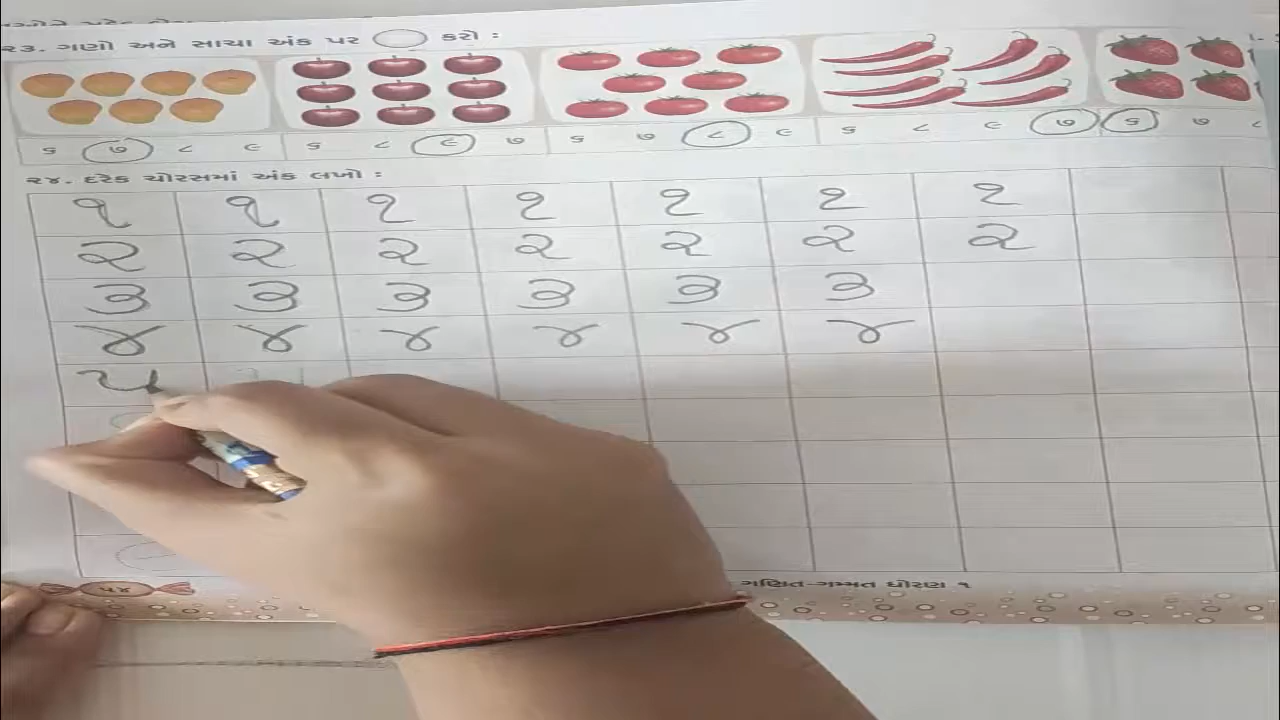 ૨૩. ગણો અને સાચા અંક પર કરો :
૬ ૭ ૮ ૯ ૬ ૮ ૯ ૭ ૬ ૭ ૮ ૯ ૬ ૮ ૯ ૭ ૬ ૭ ૮
૨૪. દરેક ચોરસમાં અંક લખો :
૧ ૧ ૧ ૧ ૧ ૧ ૧
૨ ૨ ૨ ૨ ૨ ૨ ૨
૩ ૩ ૩ ૩ ૩ ૩
૪ ૪ ૪ ૪ ૪ ૪
૫
૫૪ ગણિત-ગમ્મત ધોરણ ૧